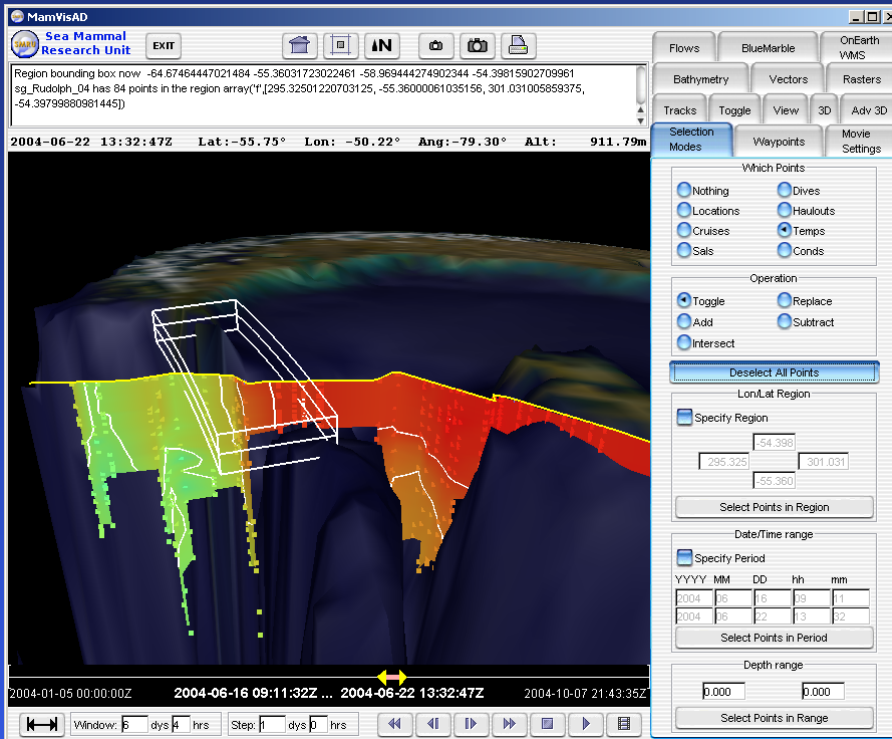 MamVisAD
SMRU
Sea Mammal
Research Unit
EXIT
N
Region bounding box now -64.67464447021484 -55.36031723022461 -58.969444274902344 -54.39815902709961
sg_Rudolph_04 has 84 points in the region array('f',[295.32501220703125, -55.36000061035156, 301.031005859375,
-54.39799880981445])
2004-06-22 13:32:47Z Lat:-55.75° Lon: -50.22° Ang:-79.30° Alt: 911.79m
Flows BlueMarble OnEarth
WMS
Bathymetry Vectors Rasters
Tracks Toggle View 3D Adv 3D
Selection
Modes Waypoints Movie
Settings
Which Points
Nothing Dives
Locations Haulouts
Cruises Temps
Sals Conds
Operation
Toggle Replace
Add Subtract
Intersect
Deselect All Points
Lon/Lat Region
Specify Region
-54.398
295.325 301.031
-55.360
Select Points in Region
Date/Time range
Specify Period
YYYY MM DD hh mm
2004 06 16 09 11
2004 06 22 13 32
Select Points in Period
Depth range
0.000 0.000
Select Points in Range
2004-01-05 00:00:00Z 2004-06-16 09:11:32Z ... 2004-06-22 13:32:47Z 2004-10-07 21:43:35Z
Window: 6 dys 4 hrs Step: 1 dys 0 hrs